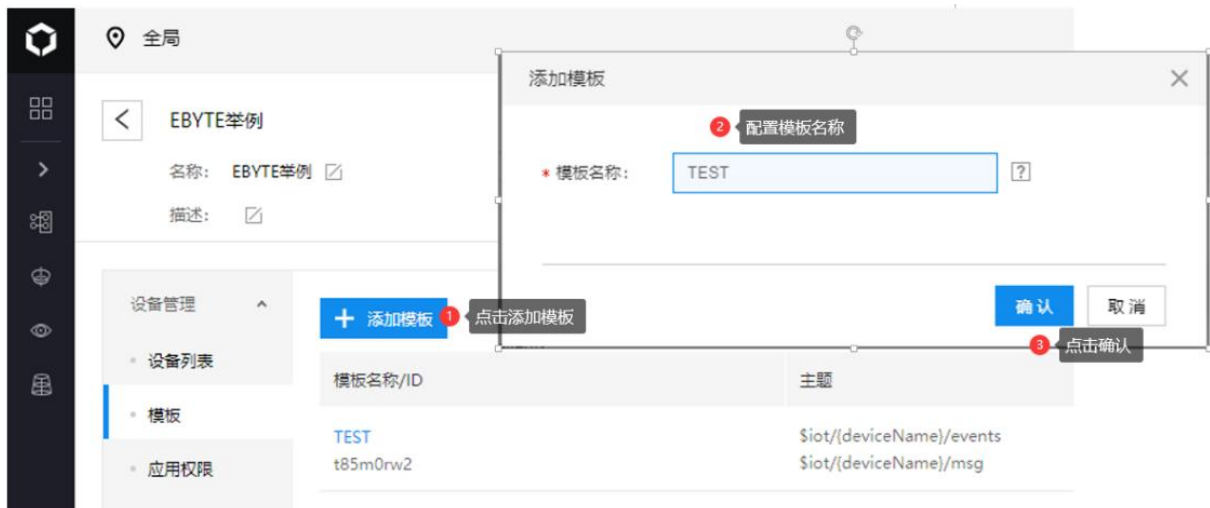 全局
添加模板
EBYTE举例
2 配置模板名称
名称： EBYTE举例
* 模板名称： TEST ?
描述：
设备管理
确认 取消
+ 添加模板 1 点击添加模板
3 点击确认
设备列表
模板名称/ID 主题
模板
TEST $iot/{deviceName}/events
t85m0rw2 $iot/{deviceName}/msg
应用权限